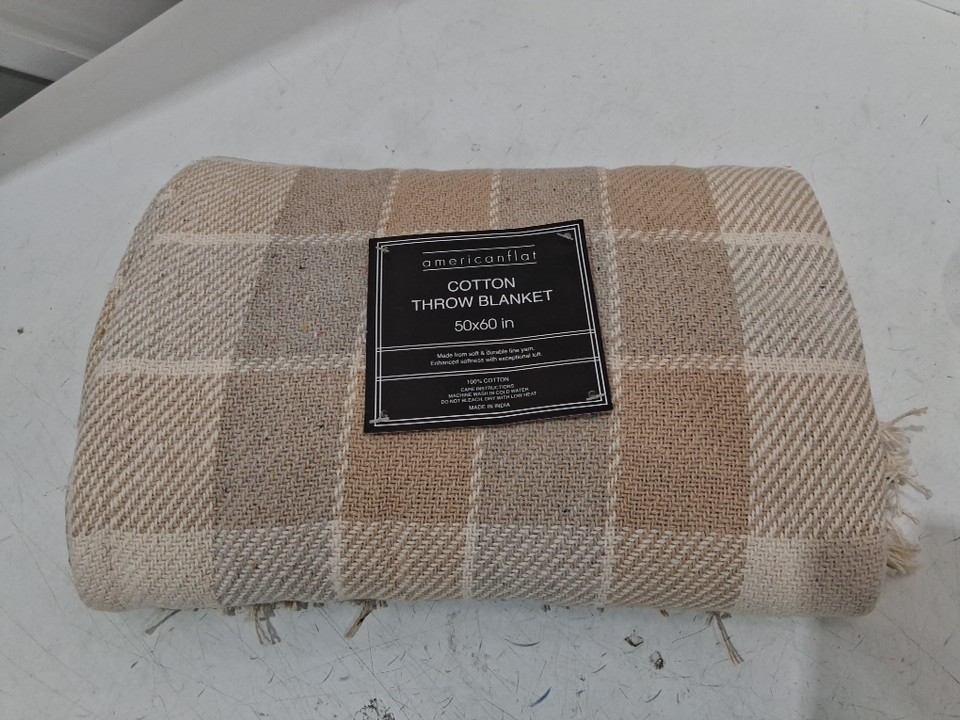 americanflat
COTTON
THROW BLANKET
50x60 in
Made from soft & durable fine yarn.
Enhanced softness with exceptional loft.
100% COTTON
CARE INSTRUCTIONS
MACHINE WASH IN COLD WATER
DO NOT BLEACH, DRY WITH LOW HEAT
MADE IN INDIA